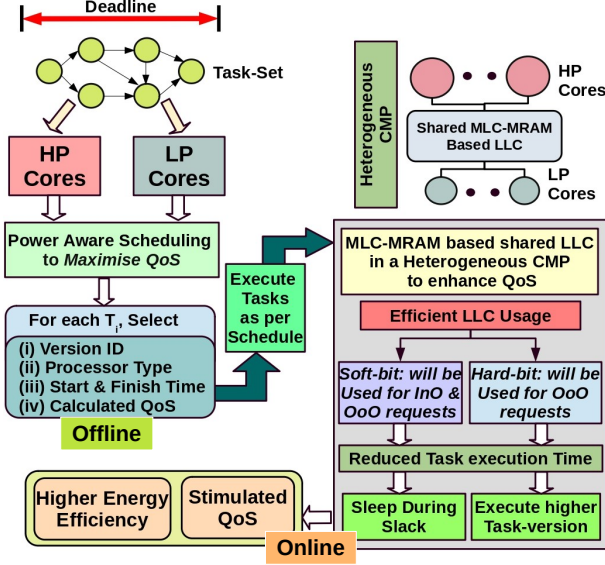 Deadline
Task-Set
HP
Cores
LP
Cores
Power Aware Scheduling
to Maximise QoS
For each Ti, Select
(i) Version ID
(ii) Processor Type
(iii) Start & Finish Time
(iv) Calculated QoS
Offline
Execute
Tasks
as per
Schedule
Heterogeneous
CMP
HP
Cores
Shared MLC-MRAM
Based LLC
LP
Cores
MLC-MRAM based shared LLC
in a Heterogeneous CMP
to enhance QoS
Efficient LLC Usage
Soft-bit: will be
Used for InO &
OoO requests
Hard-bit: will be
Used for OoO
requests
Reduced Task execution Time
Sleep During
Slack
Execute higher
Task-version
Higher Energy
Efficiency
Stimulated
QoS
Online